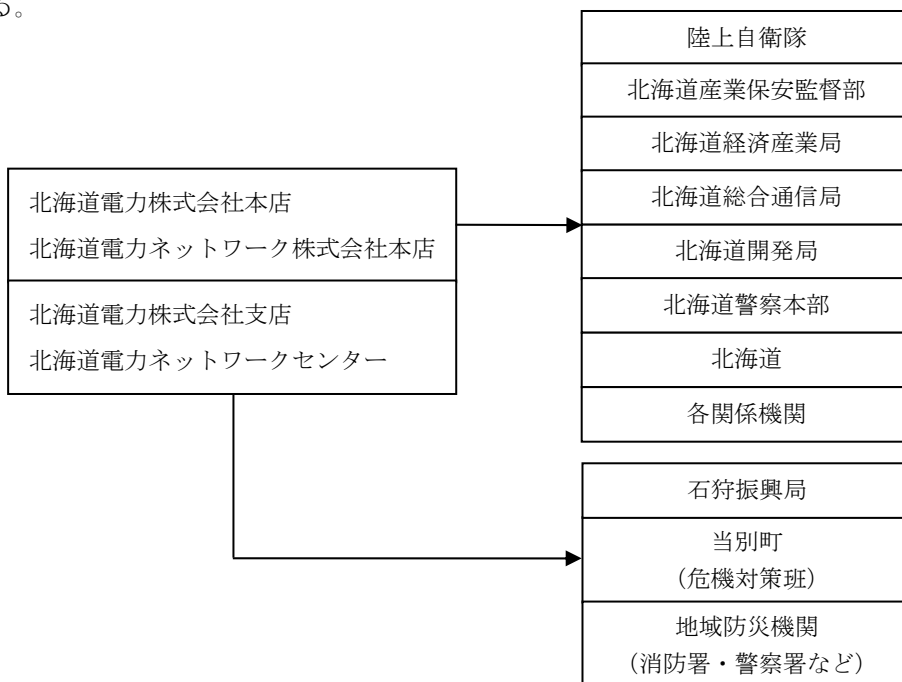 る。
陸上自衛隊
北海道産業保安監督部
北海道経済産業局
北海道総合通信局
北海道開発局
北海道警察本部
北海道
各関係機関
北海道電力株式会社本店
北海道電力ネットワーク株式会社本店
北海道電力株式会社支店
北海道電力ネットワークセンター
石狩振興局
当別町
(危機対策班)
地域防災機関
(消防署・警察署など)